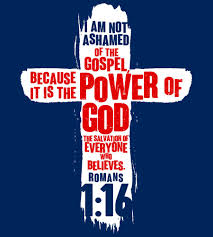 I AM NOT
ASHAMED
OF THE
GOSPEL,
BECAUSE
IT IS THE
POWER OF
GOD
THE SALVATION OF
EVERYONE
WHO
BELIEVES.
ROMANS
1:16